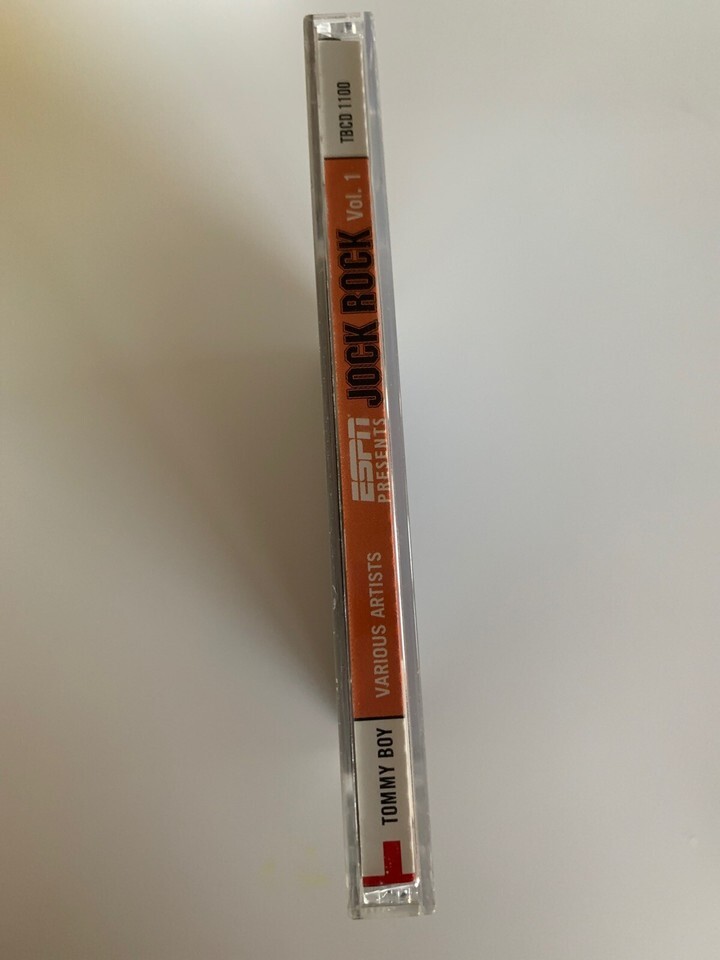 TOMMY BOY
VARIOUS ARTISTS
ESPN
PRESENTS
JOCK ROCK Vol. 1
TBCD 1100